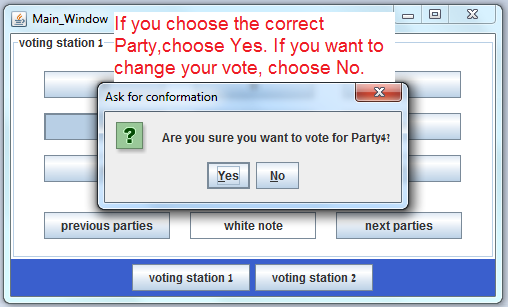 Main_Window
If you choose the correct
Party,choose Yes. If you want to
change your vote, choose No.
voting station 1
Ask for conformation
?
Are you sure you want to vote for Party4?
Yes
No
previous parties
white note
next parties
voting station 1
voting station 2